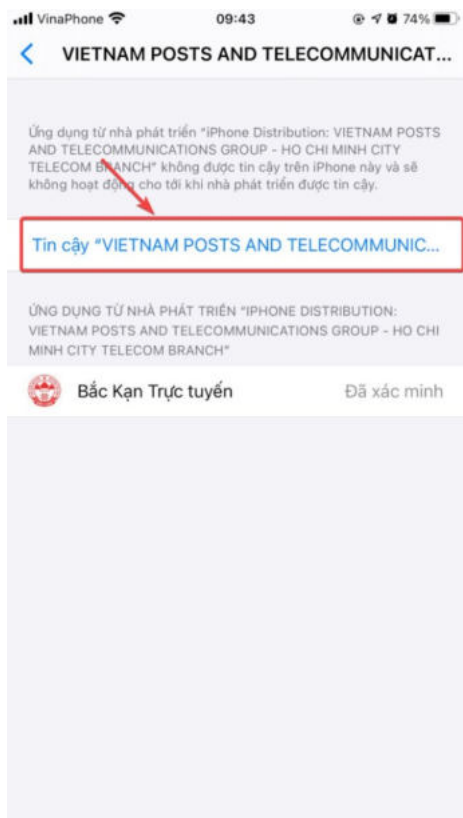 VinaPhone 09:43 74%
VIETNAM POSTS AND TELECOMMUNICAT...
Ứng dụng từ nhà phát triển "iPhone Distribution: VIETNAM POSTS
AND TELECOMMUNICATIONS GROUP - HO CHI MINH CITY
TELECOM BRANCH" không được tin cậy trên iPhone này và sẽ
không hoạt động cho tới khi nhà phát triển được tin cậy.
Tin cậy "VIETNAM POSTS AND TELECOMMUNIC...
ỨNG DỤNG TỪ NHÀ PHÁT TRIỂN "IPHONE DISTRIBUTION:
VIETNAM POSTS AND TELECOMMUNICATIONS GROUP - HO CHI
MINH CITY TELECOM BRANCH"
Bắc Kạn Trực tuyến Đã xác minh